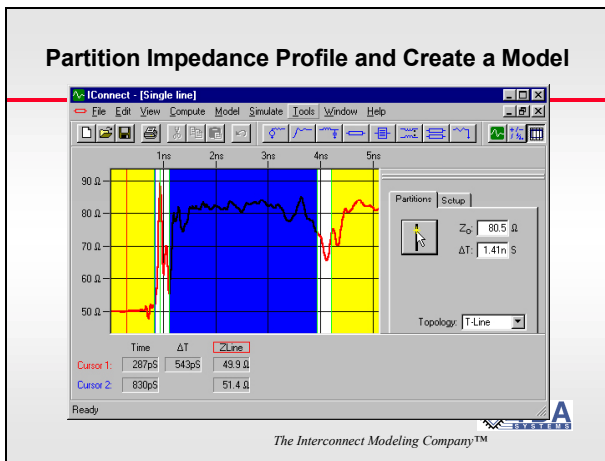 Partition Impedance Profile and Create a Model
IConnect - [Single line]
File Edit View Compute Model Simulate Tools Window Help
1ns 2ns 3ns 4ns 5ns
90 Ω
80 Ω
70 Ω
60 Ω
50 Ω
Partitions Setup
Zo: 80.5 Ω
ΔT: 1.41n S
Topology: T-Line
Time ΔT ZLine
Cursor 1: 287pS 543pS 49.9 Ω
Cursor 2: 830pS 51.4 Ω
Ready
SYSTEMS
The Interconnect Modeling Company™